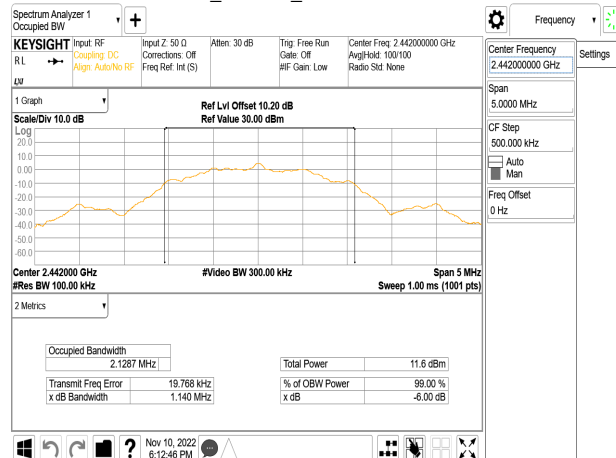 Spectrum Analyzer 1
Occupied BW
Frequency
KEYSIGHT
RL
LXI
Input: RF
Coupling: DC
Align: Auto/No RF
Input Z: 50 Ω
Corrections: Off
Freq Ref: Int (S)
Atten: 30 dB
Trig: Free Run
Gate: Off
#IF Gain: Low
Center Freq: 2.442000000 GHz
Avg|Hold: 100/100
Radio Std: None
Center Frequency
2.442000000 GHz
Settings
Span
5.0000 MHz
CF Step
500.000 kHz
Auto
Man
Freq Offset
0 Hz
1 Graph
Scale/Div 10.0 dB
Ref Lvl Offset 10.20 dB
Ref Value 30.00 dBm
Log
20.0
10.0
0.00
-10.0
-20.0
-30.0
-40.0
-50.0
-60.0
Center 2.442000 GHz
#Video BW 300.00 kHz
Span 5 MHz
#Res BW 100.00 kHz
Sweep 1.00 ms (1001 pts)
2 Metrics
Occupied Bandwidth
2.1287 MHz
Total Power 11.6 dBm
Transmit Freq Error 19.768 kHz
% of OBW Power 99.00 %
x dB Bandwidth 1.140 MHz
x dB -6.00 dB
?
Nov 10, 2022
6:12:46 PM